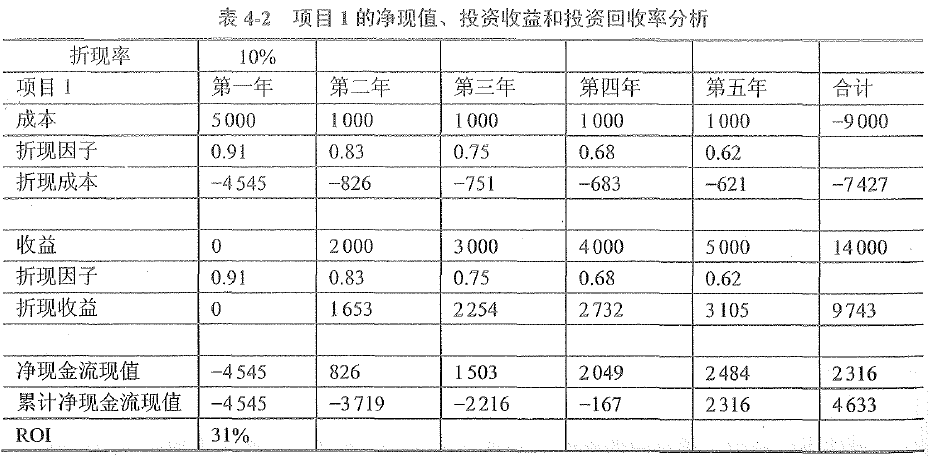 表 4-2 项目 1 的净现值、投资收益和投资回收率分析
折现率 10%
项目 1 第一年 第二年 第三年 第四年 第五年 合计
成本 5000 1000 1000 1000 1000 -9000
折现因子 0.91 0.83 0.75 0.68 0.62
折现成本 -4545 -826 -751 -683 -621 -7427
收益 0 2000 3000 4000 5000 14000
折现因子 0.91 0.83 0.75 0.68 0.62
折现收益 0 1653 2254 2732 3105 9743
净现金流现值 -4545 826 1503 2049 2484 2316
累计净现金流现值 -4545 -3719 -2216 -167 2316 4633
ROI 31%